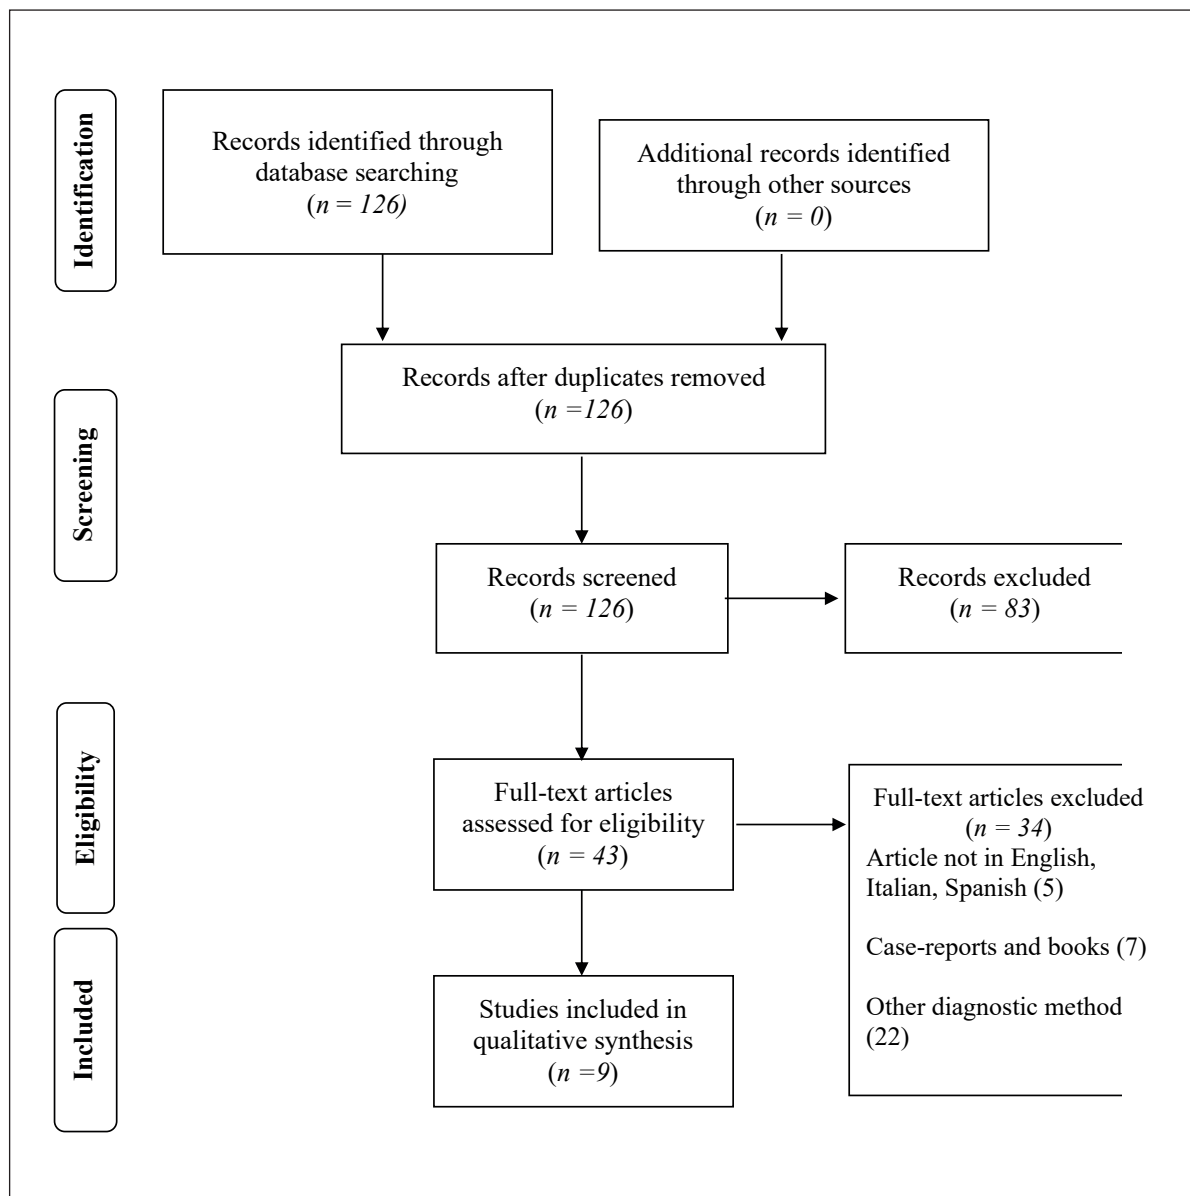 Identification
Records identified through
database searching
(n = 126)
Additional records identified
through other sources
(n = 0)
Screening
Records after duplicates removed
(n =126)
Records screened
(n = 126)
Records excluded
(n = 83)
Eligibility
Full-text articles
assessed for eligibility
(n = 43)
Full-text articles excluded
(n = 34)
Article not in English,
Italian, Spanish (5)
Case-reports and books (7)
Other diagnostic method
(22)
Included
Studies included in
qualitative synthesis
(n =9)